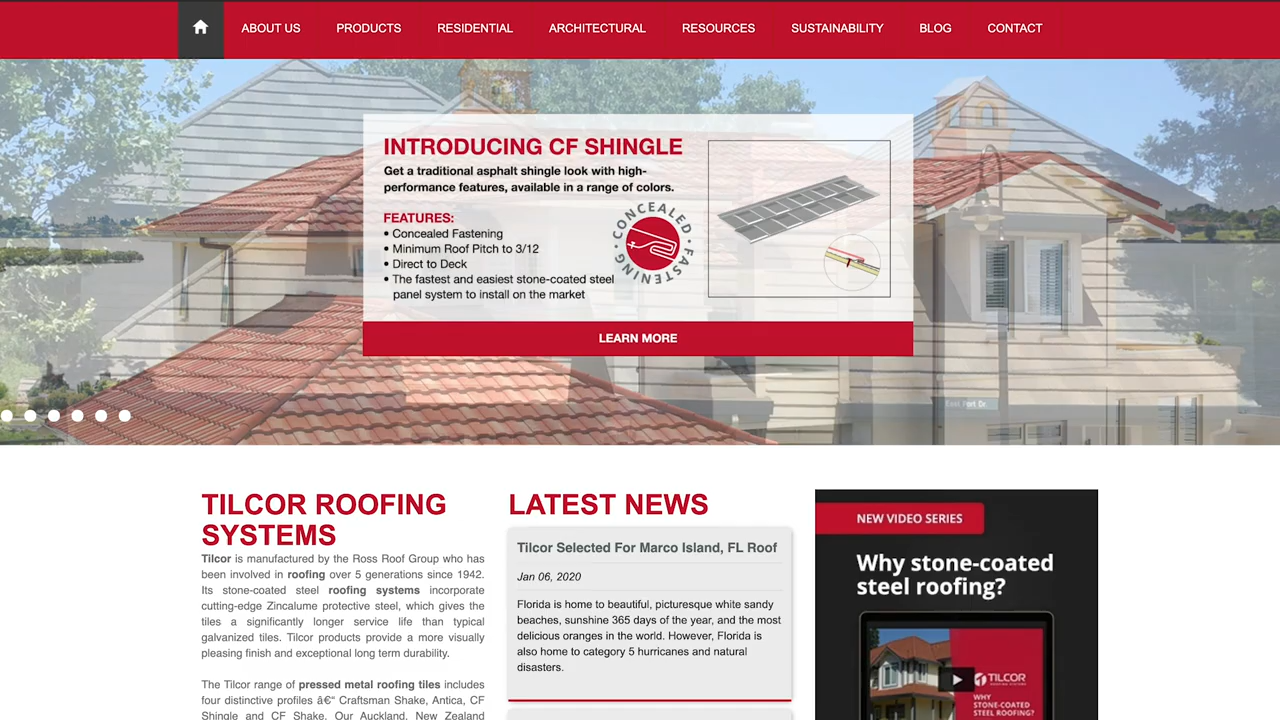 ABOUT US PRODUCTS RESIDENTIAL ARCHITECTURAL RESOURCES SUSTAINABILITY BLOG CONTACT
INTRODUCING CF SHINGLE
Get a traditional asphalt shingle look with high-
performance features, available in a range of colors.
FEATURES:
• Concealed Fastening
• Minimum Roof Pitch to 3/12
• Direct to Deck
• The fastest and easiest stone-coated steel
panel system to install on the market
CONCEALED • FASTENING •
LEARN MORE
East Port Dr.
TILCOR ROOFING
SYSTEMS
Tilcor is manufactured by the Ross Roof Group who has
been involved in roofing over 5 generations since 1942.
Its stone-coated steel roofing systems incorporate
cutting-edge Zincalume protective steel, which gives the
tiles a significantly longer service life than typical
galvanized tiles. Tilcor products provide a more visually
pleasing finish and exceptional long term durability.
The Tilcor range of pressed metal roofing tiles includes
four distinctive profiles â€“ Craftsman Shake, Antica, CF
Shingle and CF Shake. Our Auckland, New Zealand
LATEST NEWS
Tilcor Selected For Marco Island, FL Roof
Jan 06, 2020
Florida is home to beautiful, picturesque white sandy
beaches, sunshine 365 days of the year, and the most
delicious oranges in the world. However, Florida is
also home to category 5 hurricanes and natural
disasters.
NEW VIDEO SERIES
Why stone-coated
steel roofing?
TILCOR
ROOFING SYSTEMS
WHY
STONE-COATED
STEEL ROOFING?